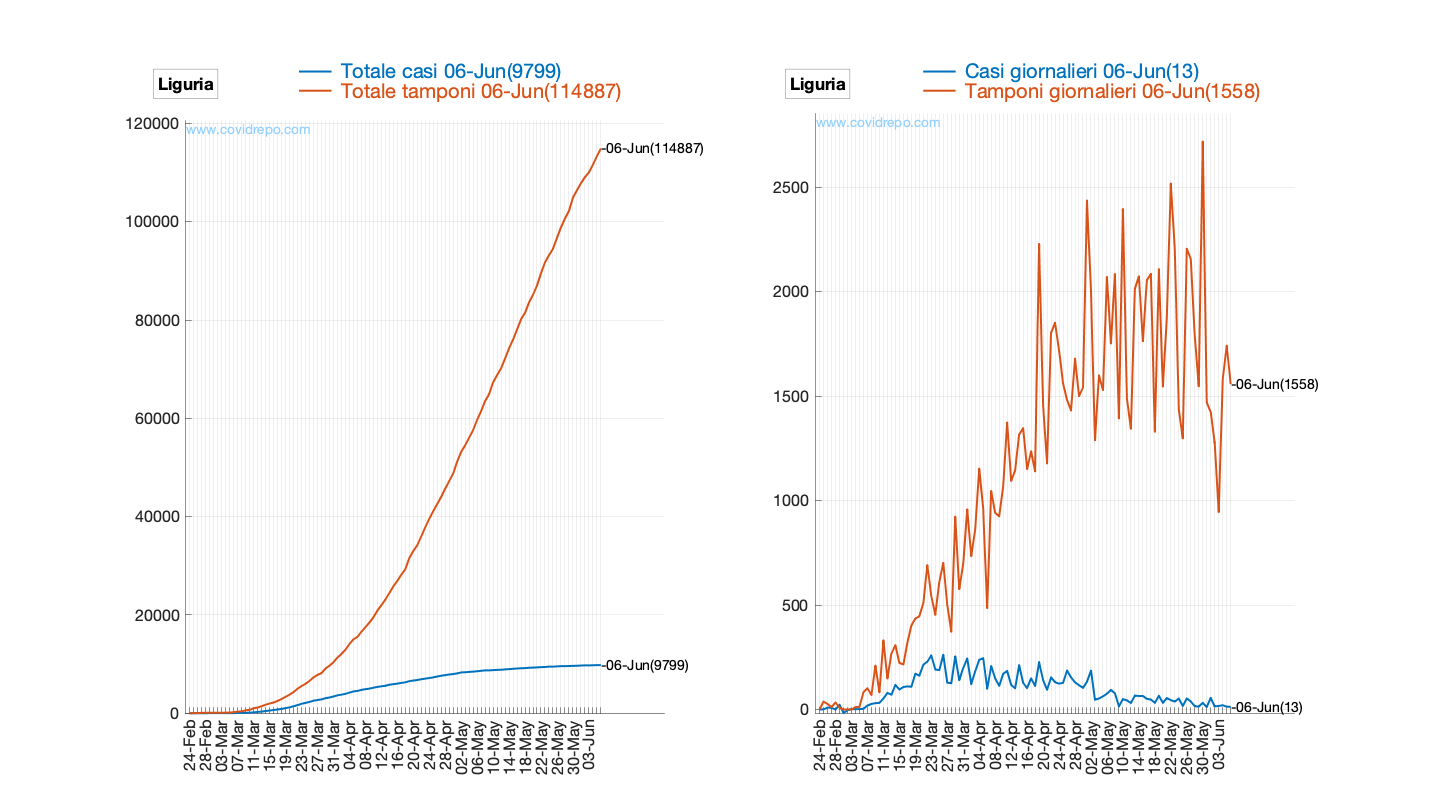 Liguria
Totale casi 06-Jun(9799)
Totale tamponi 06-Jun(114887)
www.covidrepo.com
120000
100000
80000
60000
40000
20000
0
-06-Jun(114887)
-06-Jun(9799)
24-Feb
28-Feb
03-Mar
07-Mar
11-Mar
15-Mar
19-Mar
23-Mar
27-Mar
31-Mar
04-Apr
08-Apr
12-Apr
16-Apr
20-Apr
24-Apr
28-Apr
02-May
06-May
10-May
14-May
18-May
22-May
26-May
30-May
03-Jun
Liguria
Casi giornalieri 06-Jun(13)
Tamponi giornalieri 06-Jun(1558)
www.covidrepo.com
2500
2000
1500
1000
500
0
-06-Jun(1558)
-06-Jun(13)
24-Feb
28-Feb
03-Mar
07-Mar
11-Mar
15-Mar
19-Mar
23-Mar
27-Mar
31-Mar
04-Apr
08-Apr
12-Apr
16-Apr
20-Apr
24-Apr
28-Apr
02-May
06-May
10-May
14-May
18-May
22-May
26-May
30-May
03-Jun